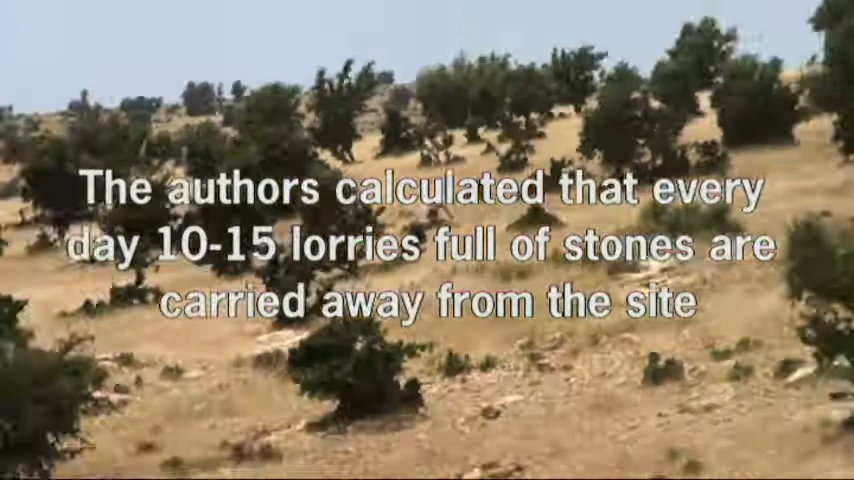 The authors calculated that every
day 10-15 lorries full of stones are
carried away from the site